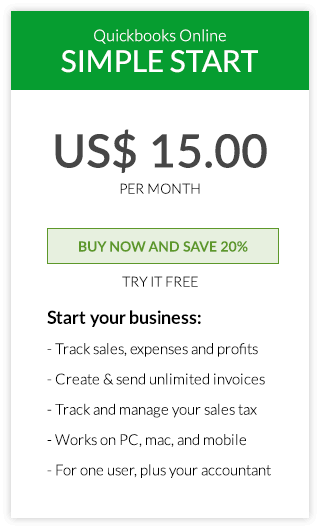 Quickbooks Online
SIMPLE START
US$ 15.00
PER MONTH
BUY NOW AND SAVE 20%
TRY IT FREE
Start your business:
- Track sales, expenses and profits
- Create & send unlimited invoices
- Track and manage your sales tax
- Works on PC, mac, and mobile
- For one user, plus your accountant